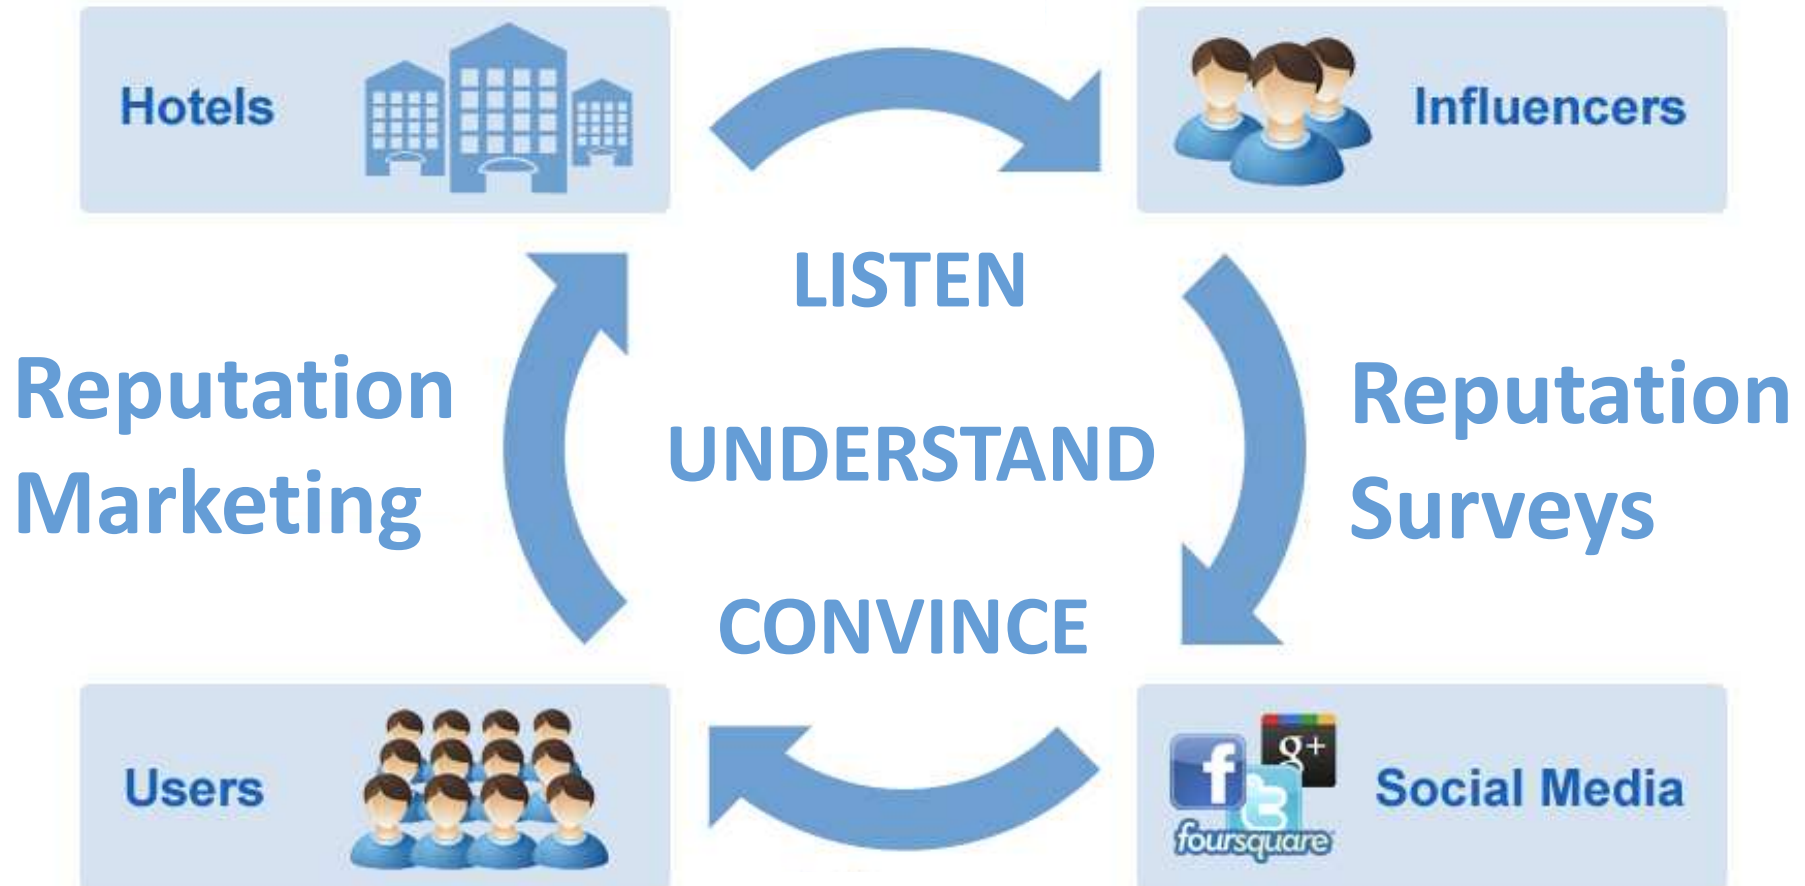 Hotels
Influencers
LISTEN
Reputation
Marketing
UNDERSTAND
Reputation
Surveys
CONVINCE
Users
f
g+
t
foursquare
Social Media